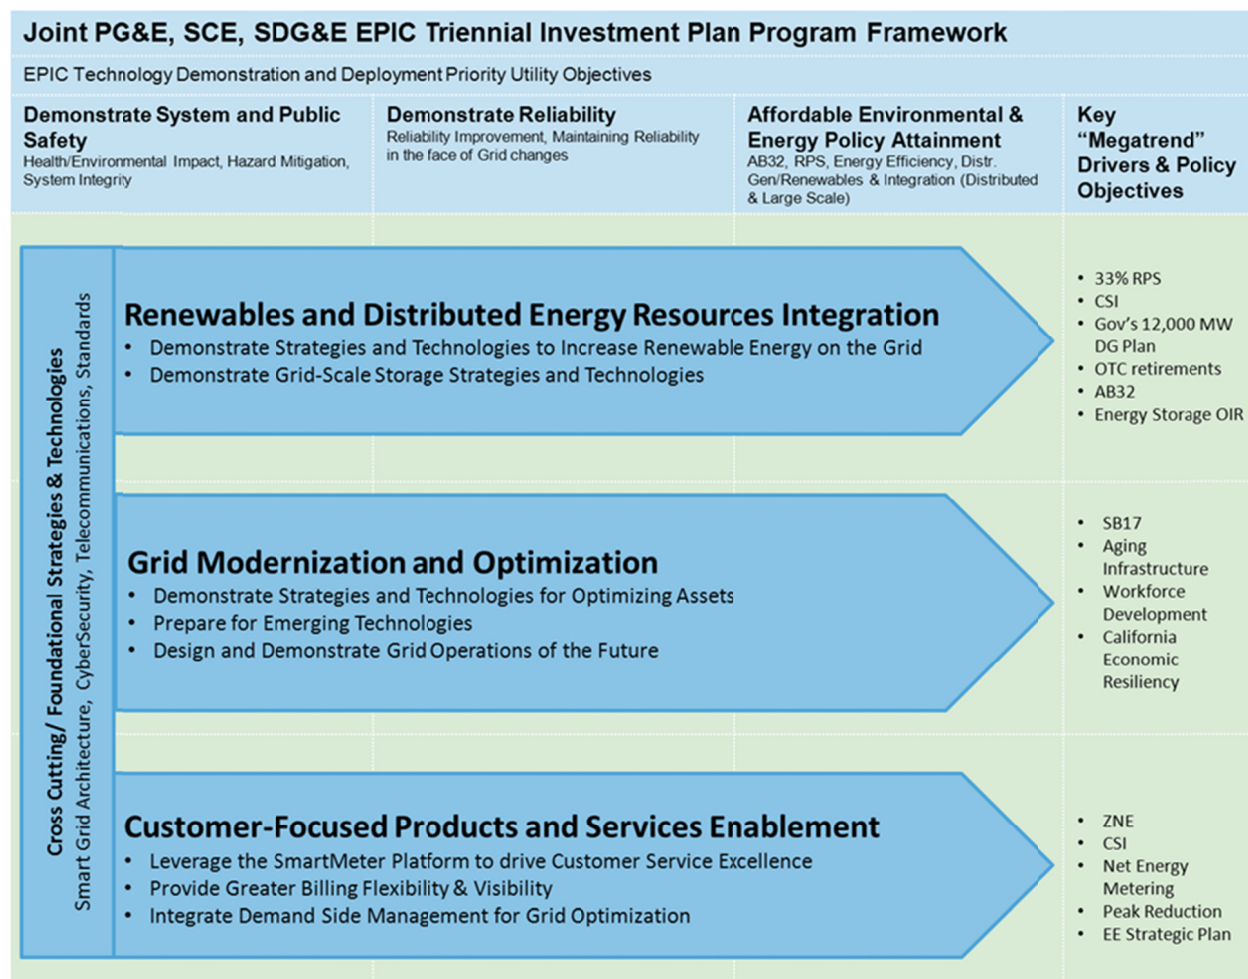 Joint PG&E, SCE, SDG&E EPIC Triennial Investment Plan Program Framework
EPIC Technology Demonstration and Deployment Priority Utility Objectives
Demonstrate System and Public
Safety
Health/Environmental Impact, Hazard Mitigation,
System Integrity
Demonstrate Reliability
Reliability Improvement, Maintaining Reliability
in the face of Grid changes
Affordable Environmental &
Energy Policy Attainment
AB32, RPS, Energy Efficiency, Distr.
Gen/Renewables & Integration (Distributed
& Large Scale)
Key
“Megatrend”
Drivers & Policy
Objectives
Cross Cutting/ Foundational Strategies & Technologies
Smart Grid Architecture, CyberSecurity, Telecommunications, Standards
Renewables and Distributed Energy Resources Integration
• Demonstrate Strategies and Technologies to Increase Renewable Energy on the Grid
• Demonstrate Grid-Scale Storage Strategies and Technologies
• 33% RPS
• CSI
• Gov’s 12,000 MW
DG Plan
• OTC retirements
• AB32
• Energy Storage OIR
Grid Modernization and Optimization
• Demonstrate Strategies and Technologies for Optimizing Assets
• Prepare for Emerging Technologies
• Design and Demonstrate Grid Operations of the Future
• SB17
• Aging
Infrastructure
• Workforce
Development
• California
Economic
Resiliency
Customer-Focused Products and Services Enablement
• Leverage the SmartMeter Platform to drive Customer Service Excellence
• Provide Greater Billing Flexibility & Visibility
• Integrate Demand Side Management for Grid Optimization
• ZNE
• CSI
• Net Energy
Metering
• Peak Reduction
• EE Strategic Plan